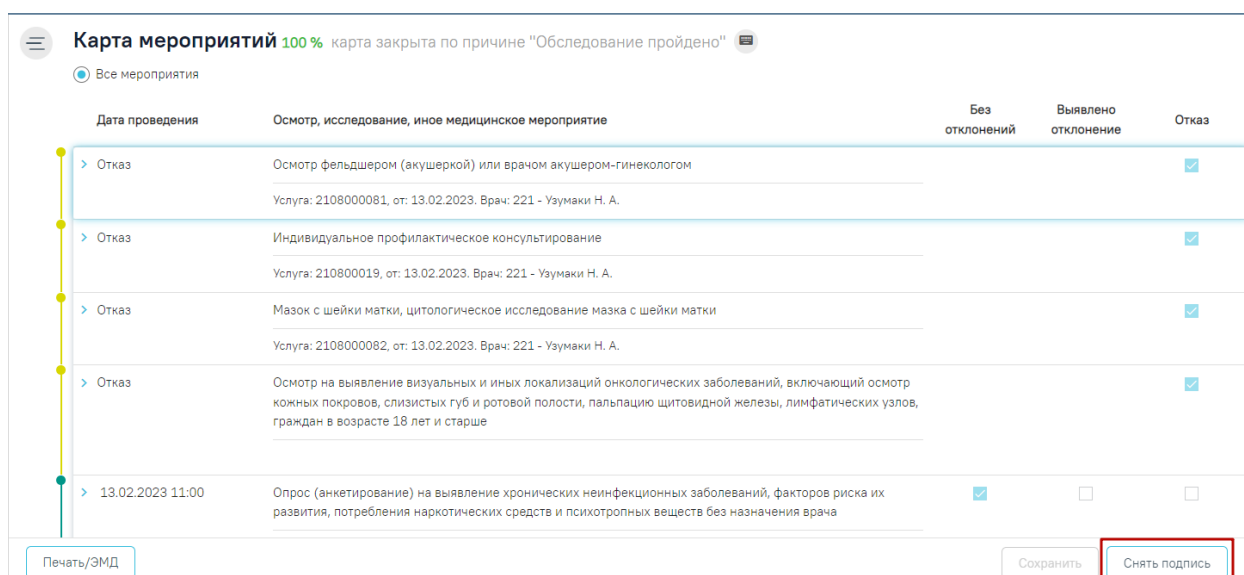 Карта мероприятий 100 % карта закрыта по причине "Обследование пройдено"
Все мероприятия
Дата проведения Осмотр, исследование, иное медицинское мероприятие Без отклонений Выявлено отклонение Отказ
Отказ Осмотр фельдшером (акушеркой) или врачом акушером-гинекологом
Услуга: 2108000081, от: 13.02.2023. Врач: 221 - Узумаки Н. А.
Отказ Индивидуальное профилактическое консультирование
Услуга: 210800019, от: 13.02.2023. Врач: 221 - Узумаки Н. А.
Отказ Мазок с шейки матки, цитологическое исследование мазка с шейки матки
Услуга: 2108000082, от: 13.02.2023. Врач: 221 - Узумаки Н. А.
Отказ Осмотр на выявление визуальных и иных локализаций онкологических заболеваний, включающий осмотр
кожных покровов, слизистых губ и ротовой полости, пальпацию щитовидной железы, лимфатических узлов,
граждан в возрасте 18 лет и старше
13.02.2023 11:00 Опрос (анкетирование) на выявление хронических неинфекционных заболеваний, факторов риска их
развития, потребления наркотических средств и психотропных веществ без назначения врача
Печать/ЭМД Сохранить Снять подпись